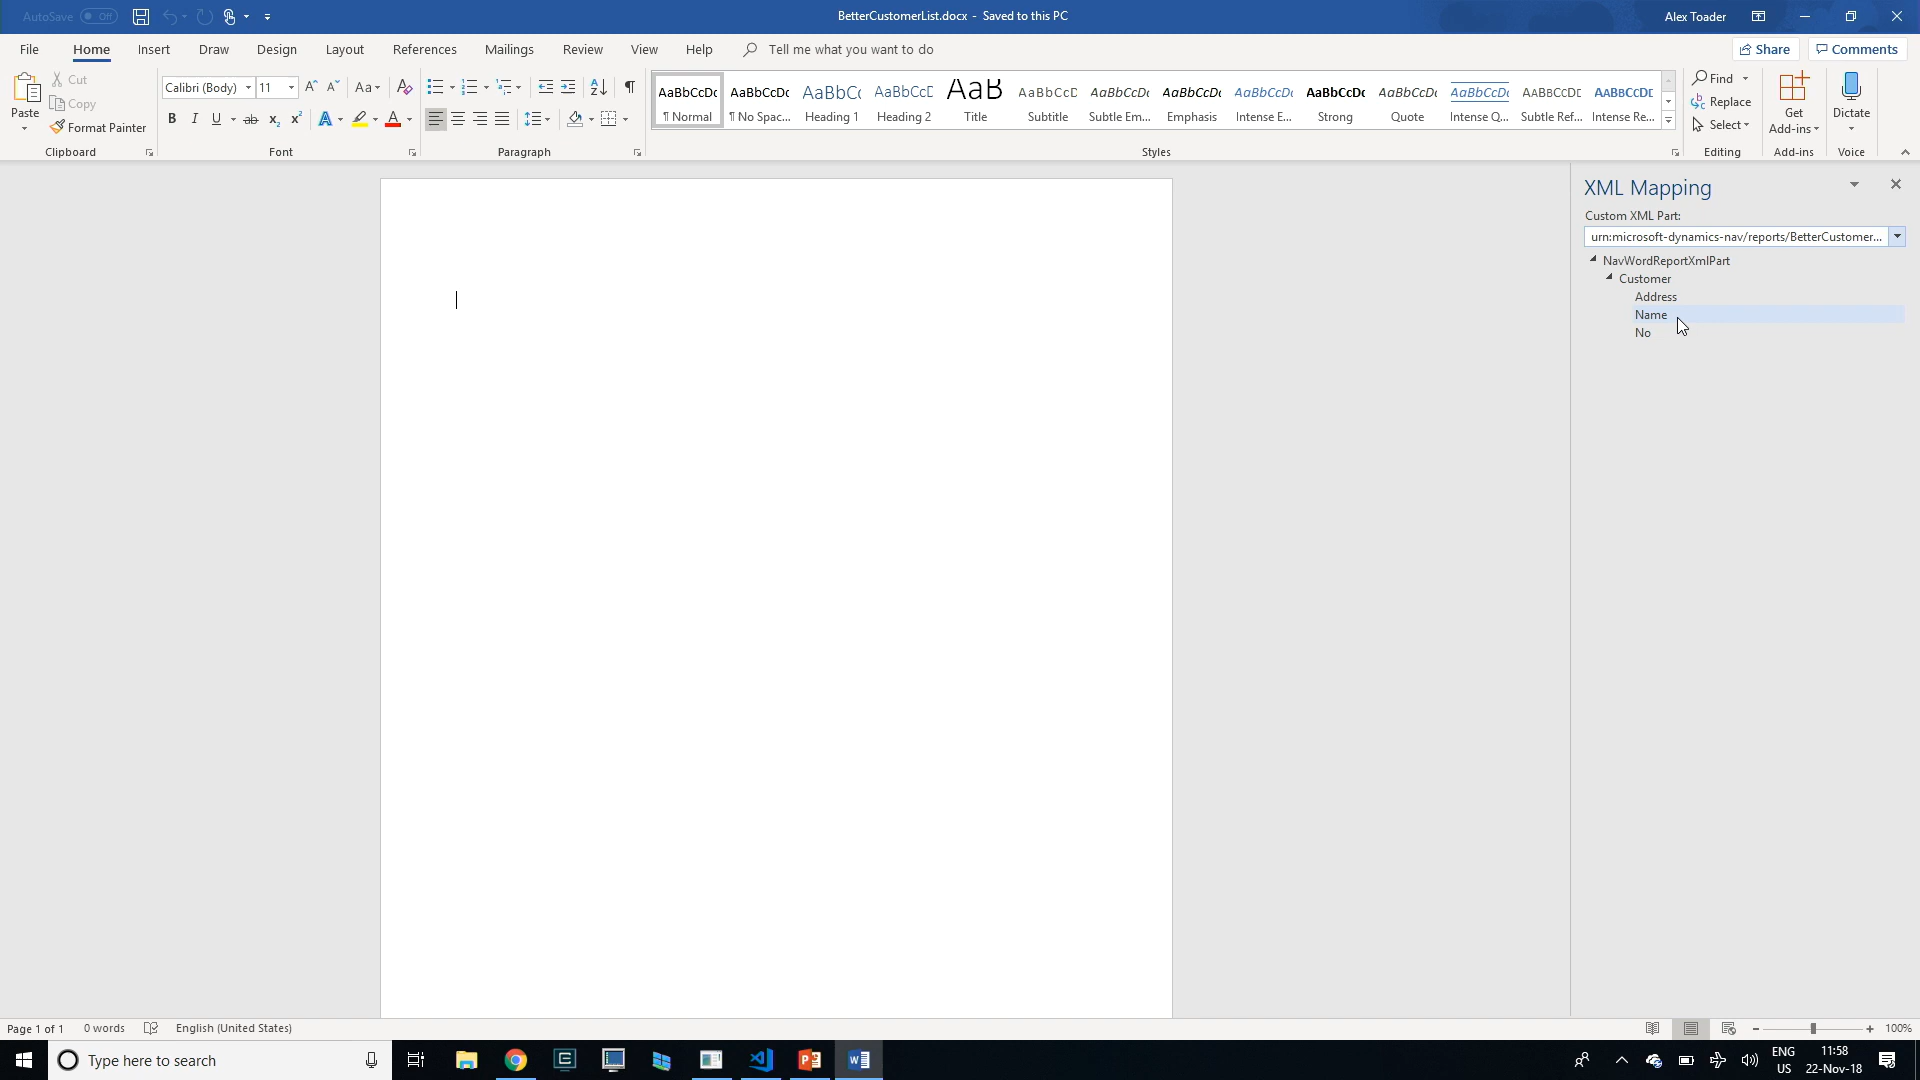 AutoSave Off
BetterCustomerList.docx - Saved to this PC
Alex Toader
File Home Insert Draw Design Layout References Mailings Review View Help Tell me what you want to do
Share Comments
Paste
Cut
Copy
Format Painter
Clipboard
Calibri (Body) 11
Font
Paragraph
AaBbCcDc AaBbCcDc AaBbCc AaBbCcD AaB AaBbCcD AaBbCcDc AaBbCcDc AaBbCcDc AaBbCcDc AaBbCcDc AaBbCcDc AABBCCDD AABBCCDD
¶ Normal ¶ No Spac... Heading 1 Heading 2 Title Subtitle Subtle Em... Emphasis Intense E... Strong Quote Intense Q... Subtle Ref... Intense Re...
Styles
Find
Replace
Select
Editing
Get
Add-ins
Add-ins
Dictate
Voice
XML Mapping
Custom XML Part:
urn:microsoft-dynamics-nav/reports/BetterCustomer...
NavWordReportXmlPart
Customer
Address
Name
No
Page 1 of 1 0 words English (United States)
100%
Type here to search
ENG
US
11:58
22-Nov-18